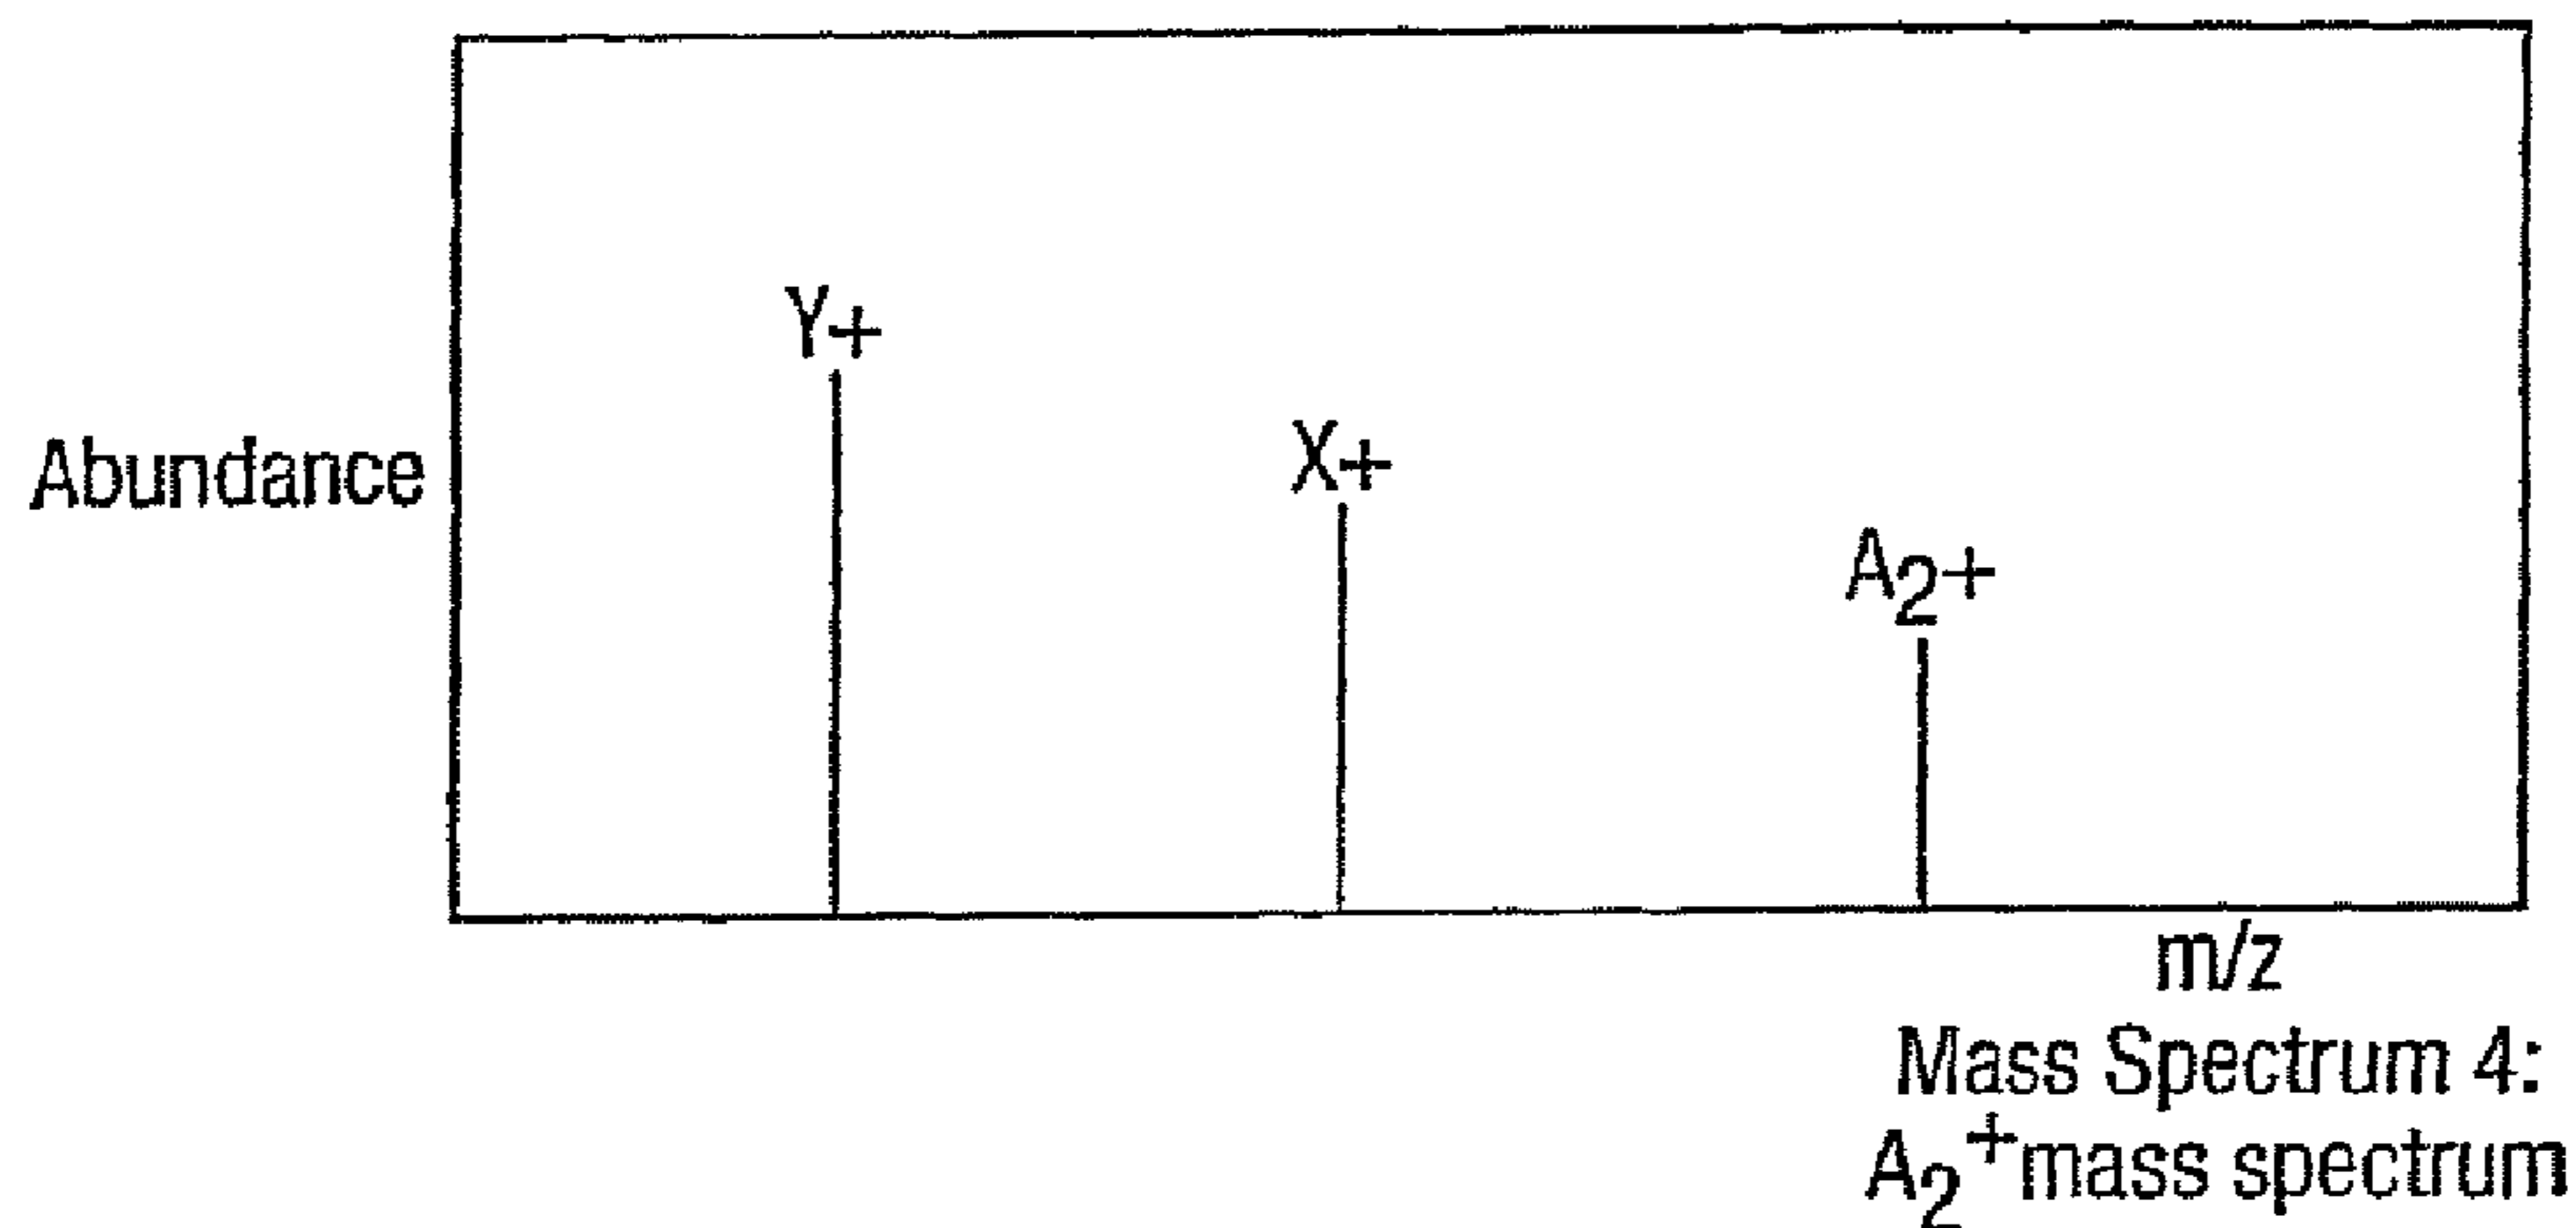 Y+
X+
Abundance
A2+
m/z
Mass Spectrum 4:
A2+mass spectrum